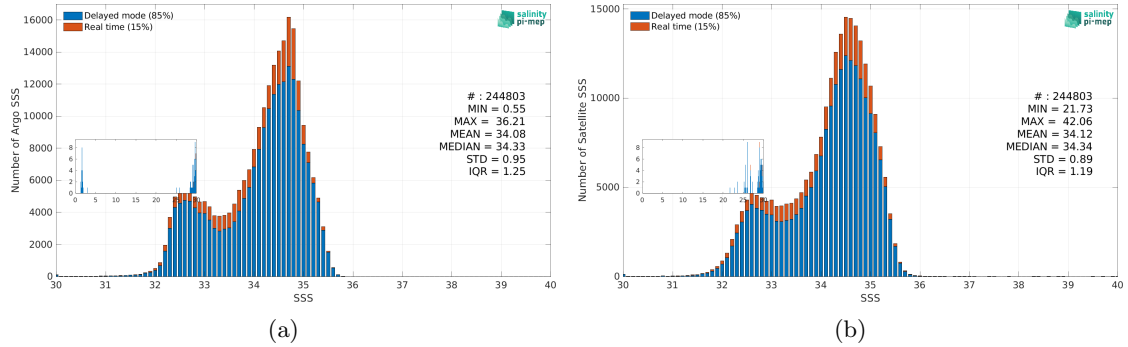 Delayed mode (85%)
Real time (15%)
salinity
pi-mep
16000
14000
12000
10000
8000
6000
4000
2000
0
Number of Argo SSS
# : 244803
MIN = 0.55
MAX = 36.21
MEAN = 34.08
MEDIAN = 34.33
STD = 0.95
IQR = 1.25
8
6
4
2
0
0 5 10 15 20 25 30
30 31 32 33 34 35 36 37 38 39 40
SSS
(a)
Delayed mode (85%)
Real time (15%)
salinity
pi-mep
15000
10000
5000
0
Number of Satellite SSS
# : 244803
MIN = 21.73
MAX = 42.06
MEAN = 34.12
MEDIAN = 34.34
STD = 0.89
IQR = 1.19
8
6
4
2
0
0 5 10 15 20 25 30
30 31 32 33 34 35 36 37 38 39 40
SSS
(b)